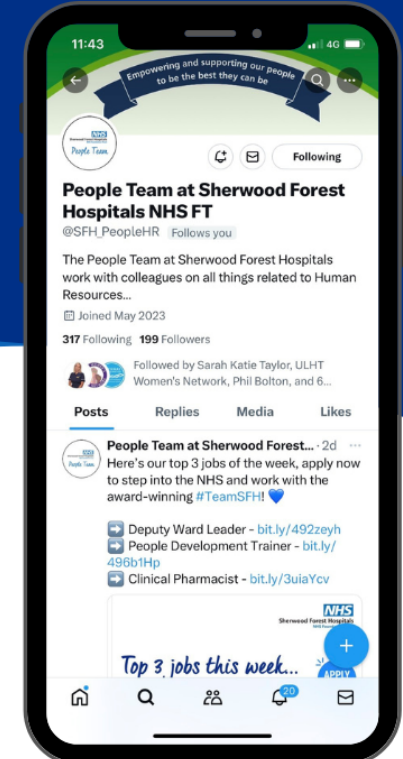 11:43
4G
Empowering and supporting our people
to be the best they can be
NHS
Sherwood Forest Hospitals
People Team
Following
People Team at Sherwood Forest
Hospitals NHS FT
@SFH_PeopleHR Follows you
The People Team at Sherwood Forest Hospitals
work with colleagues on all things related to Human
Resources...
Joined May 2023
317 Following 199 Followers
Followed by Sarah Katie Taylor, ULHT
Women's Network, Phil Bolton, and 6...
Posts Replies Media Likes
People Team at Sherwood Forest... · 2d
NHS
People Team
Here's our top 3 jobs of the week, apply now
to step into the NHS and work with the
award-winning #TeamSFH!
Deputy Ward Leader - bit.ly/492zeyh
People Development Trainer - bit.ly/
496b1Hp
Clinical Pharmacist - bit.ly/3uiaYcv
NHS
Sherwood Forest Hospitals
Top 3 jobs this week...
APPLY
20